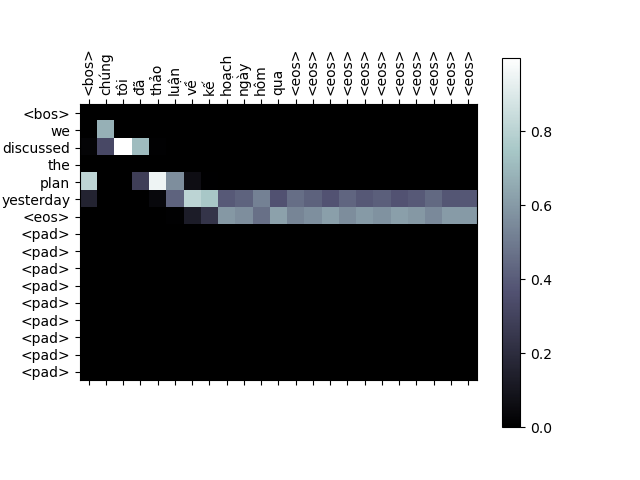 <bos> chúng tôi đã thảo luận về kế hoạch ngày hôm qua <eos> <eos> <eos> <eos> <eos> <eos> <eos> <eos> <eos> <eos> <eos>
<bos>
we
discussed
the
plan
yesterday
<eos>
<pad>
<pad>
<pad>
<pad>
<pad>
<pad>
<pad>
<pad>
<pad>
0.8
0.6
0.4
0.2
0.0